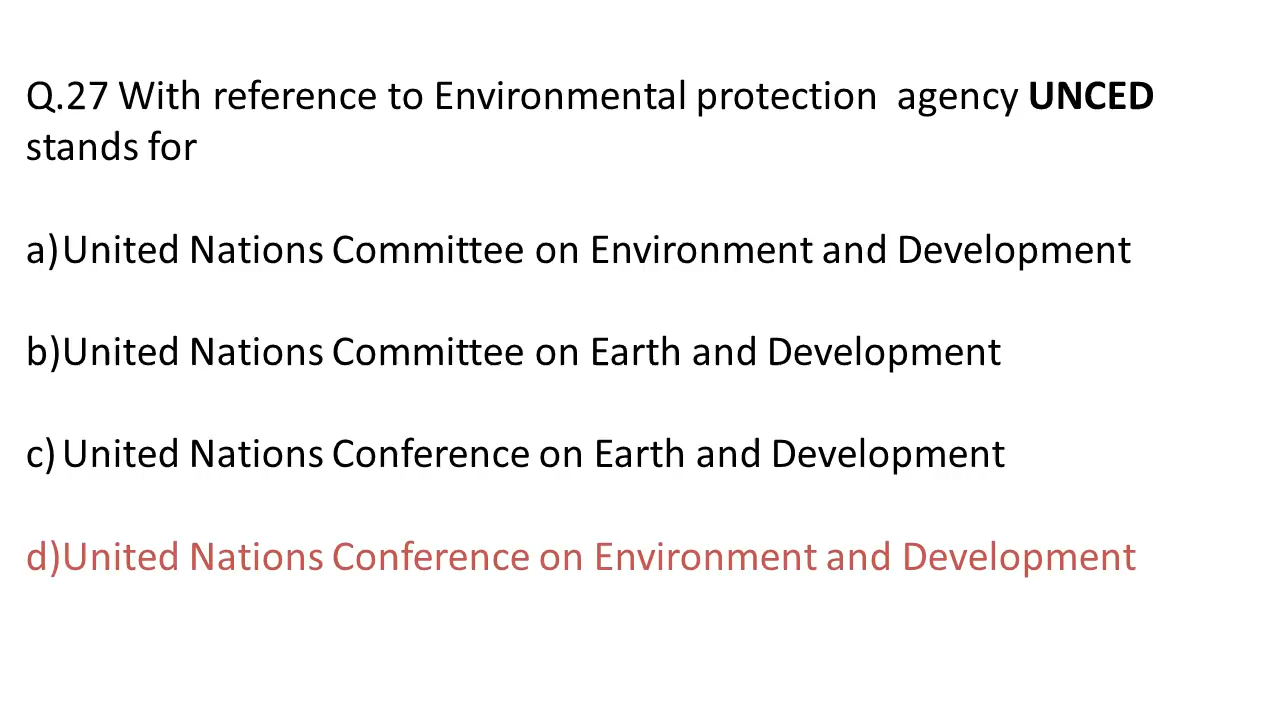 Q.27 With reference to Environmental protection  agency UNCED
stands for
a) United Nations Committee on Environment and Development
b) United Nations Committee on Earth and Development
c) United Nations Conference on Earth and Development
d) United Nations Conference on Environment and Development